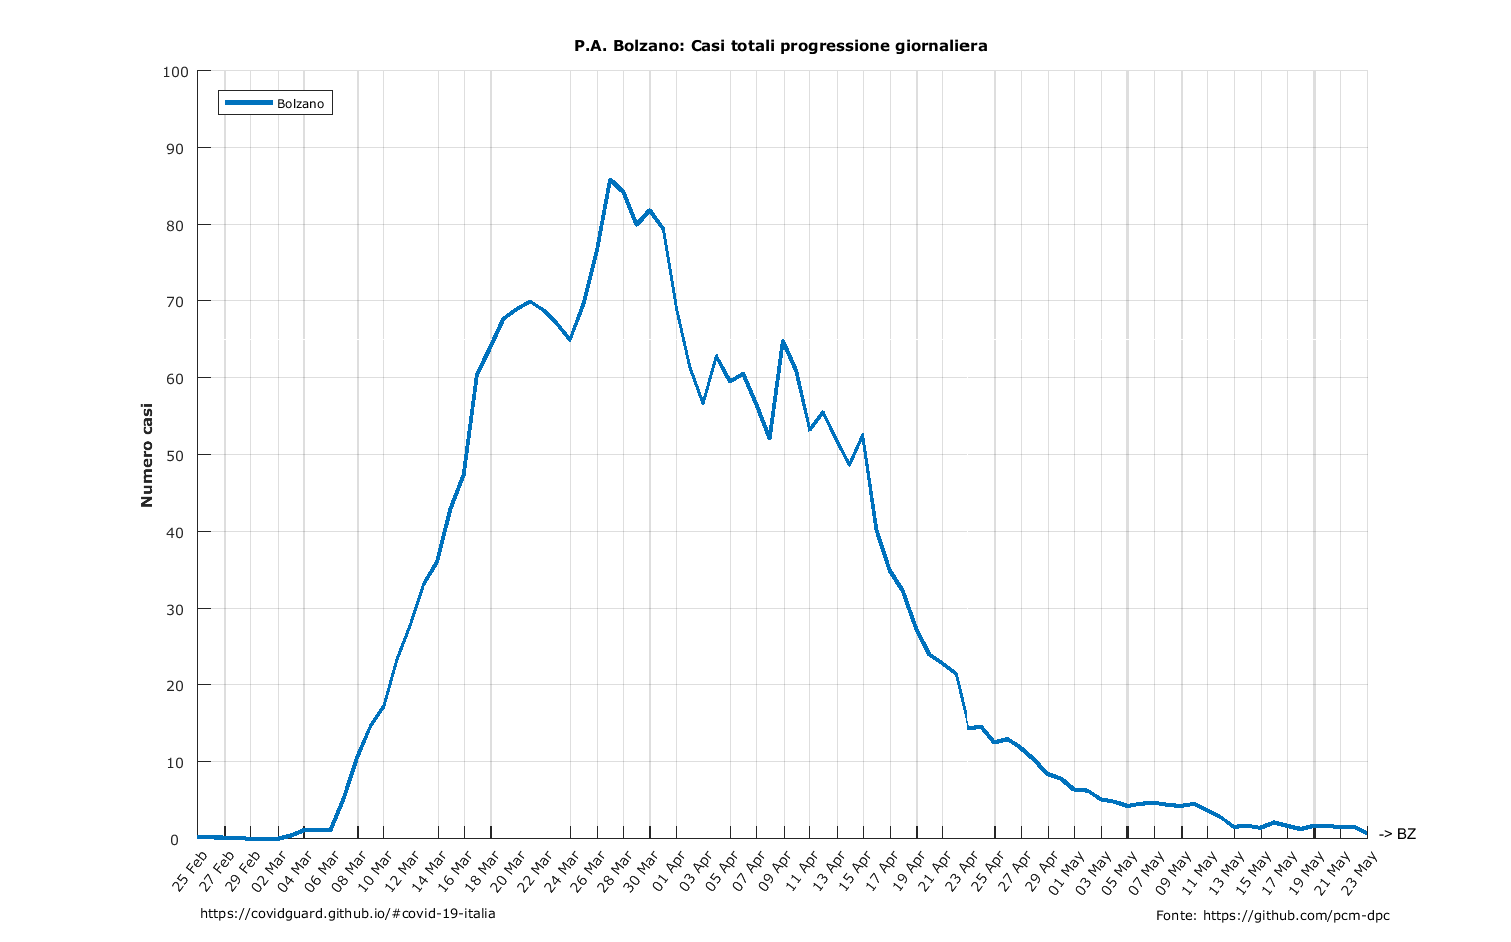 P.A. Bolzano: Casi totali progressione giornaliera
100
Bolzano
90
80
70
60
50
40
30
20
10
0
Numero casi
-> BZ
25 Feb
27 Feb
29 Feb
02 Mar
04 Mar
06 Mar
08 Mar
10 Mar
12 Mar
14 Mar
16 Mar
18 Mar
20 Mar
22 Mar
24 Mar
26 Mar
28 Mar
30 Mar
01 Apr
03 Apr
05 Apr
07 Apr
09 Apr
11 Apr
13 Apr
15 Apr
17 Apr
19 Apr
21 Apr
23 Apr
25 Apr
27 Apr
29 Apr
01 May
03 May
05 May
07 May
09 May
11 May
13 May
15 May
17 May
19 May
21 May
23 May
https://covidguard.github.io/#covid-19-italia
Fonte: https://github.com/pcm-dpc